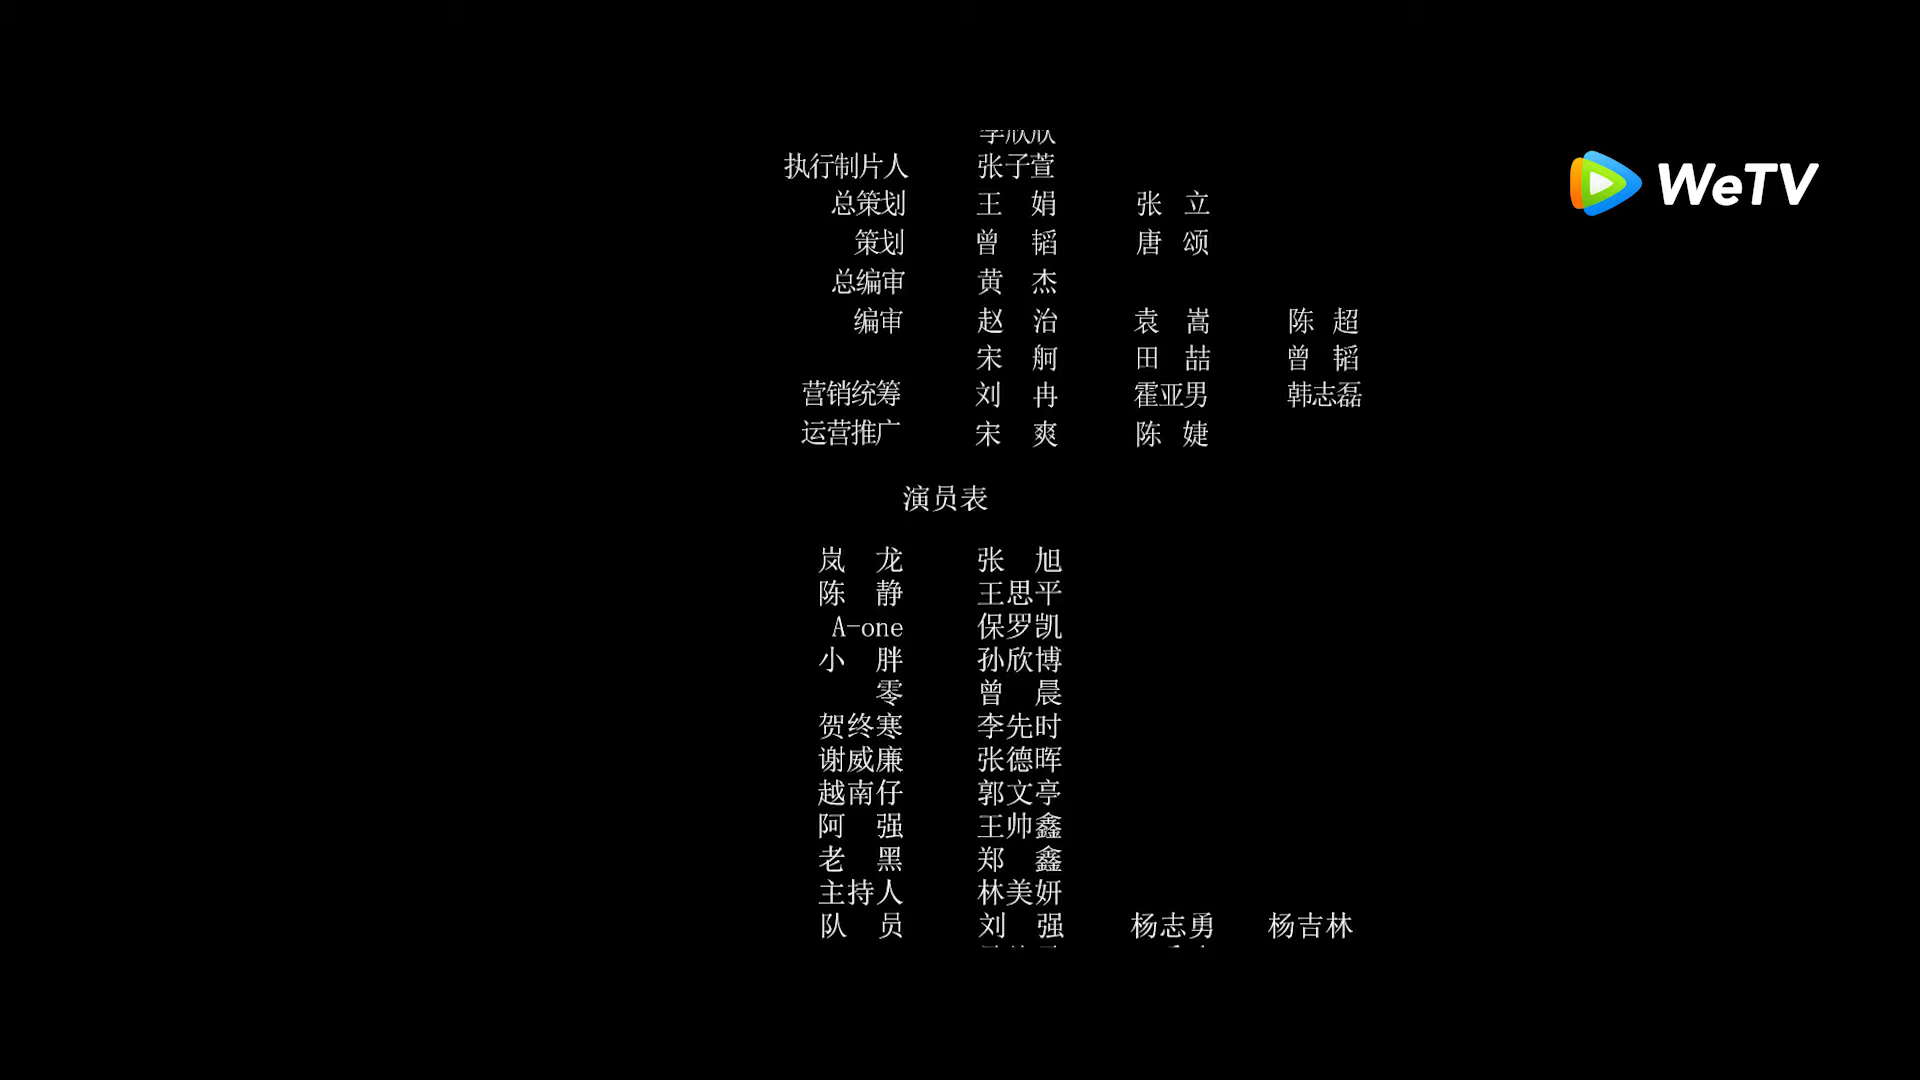 李欣欣
执行制片人 张子萱
总策划 王 娟 张 立
策划 曾 韬 唐 颂
总编审 黄 杰
编审 赵 治 袁 嵩 陈 超
宋 舸 田 喆 曾 韬
营销统筹 刘 冉 霍亚男 韩志磊
运营推广 宋 爽 陈 婕
演员表
岚 龙 张 旭
陈 静 王思平
A-one 保罗凯
小 胖 孙欣博
零 曾 晨
贺终寒 李先时
谢威廉 张德晖
越南仔 郭文亭
阿 强 王帅鑫
老 黑 郑 鑫
主持人 林美妍
队 员 刘 强 杨志勇 杨吉林
WeTV